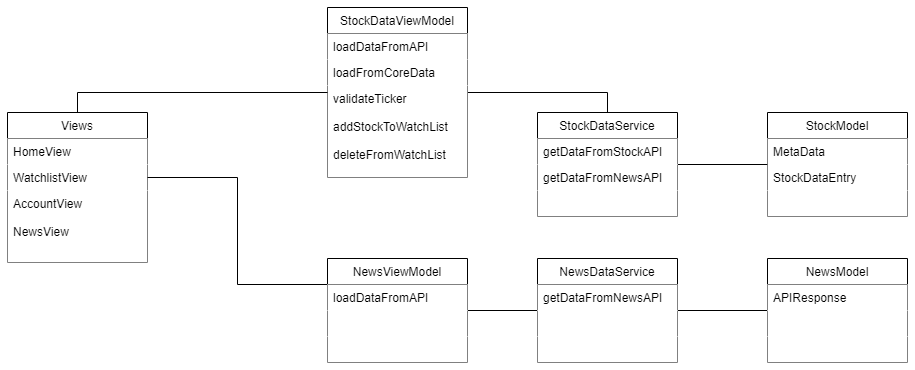 StockDataViewModel
loadDataFromAPI
loadFromCoreData
validateTicker
addStockToWatchList
deleteFromWatchList
Views
HomeView
WatchlistView
AccountView
NewsView
StockDataService
getDataFromStockAPI
getDataFromNewsAPI
StockModel
MetaData
StockDataEntry
NewsViewModel
loadDataFromAPI
NewsDataService
getDataFromNewsAPI
NewsModel
APIResponse